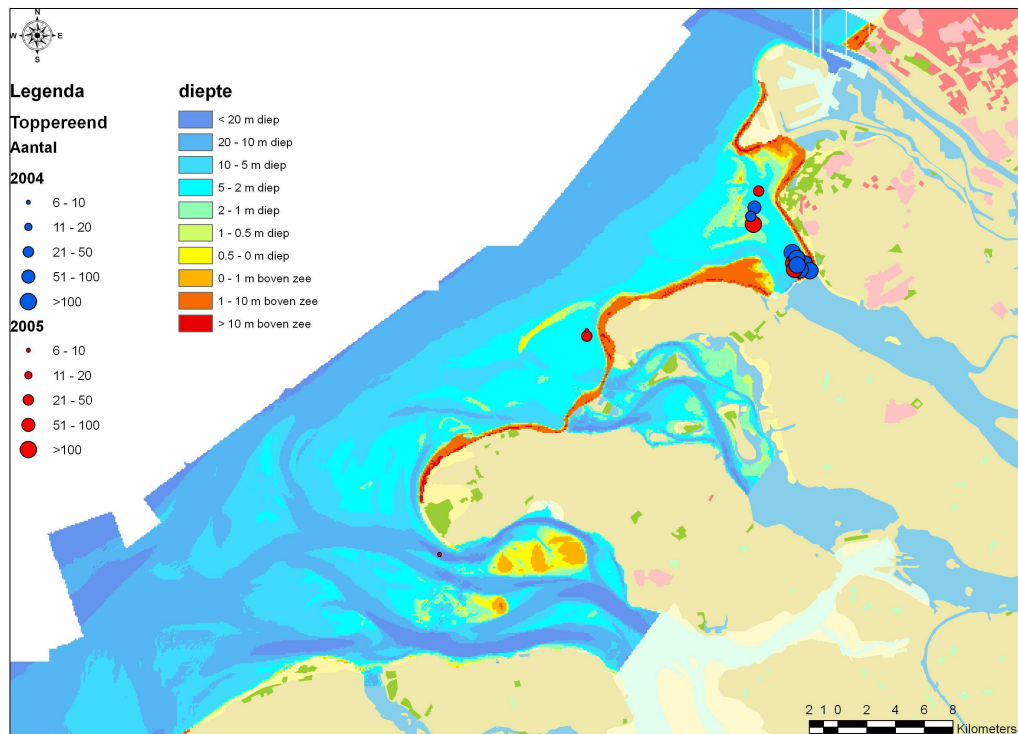 N
W E
S
Legenda
Toppereend
Aantal
2004
6 - 10
11 - 20
21 - 50
51 - 100
>100
2005
6 - 10
11 - 20
21 - 50
51 - 100
>100
diepte
< 20 m diep
20 - 10 m diep
10 - 5 m diep
5 - 2 m diep
2 - 1 m diep
1 - 0.5 m diep
0.5 - 0 m diep
0 - 1 m boven zee
1 - 10 m boven zee
> 10 m boven zee
2 1 0 2 4 6 8
Kilometers